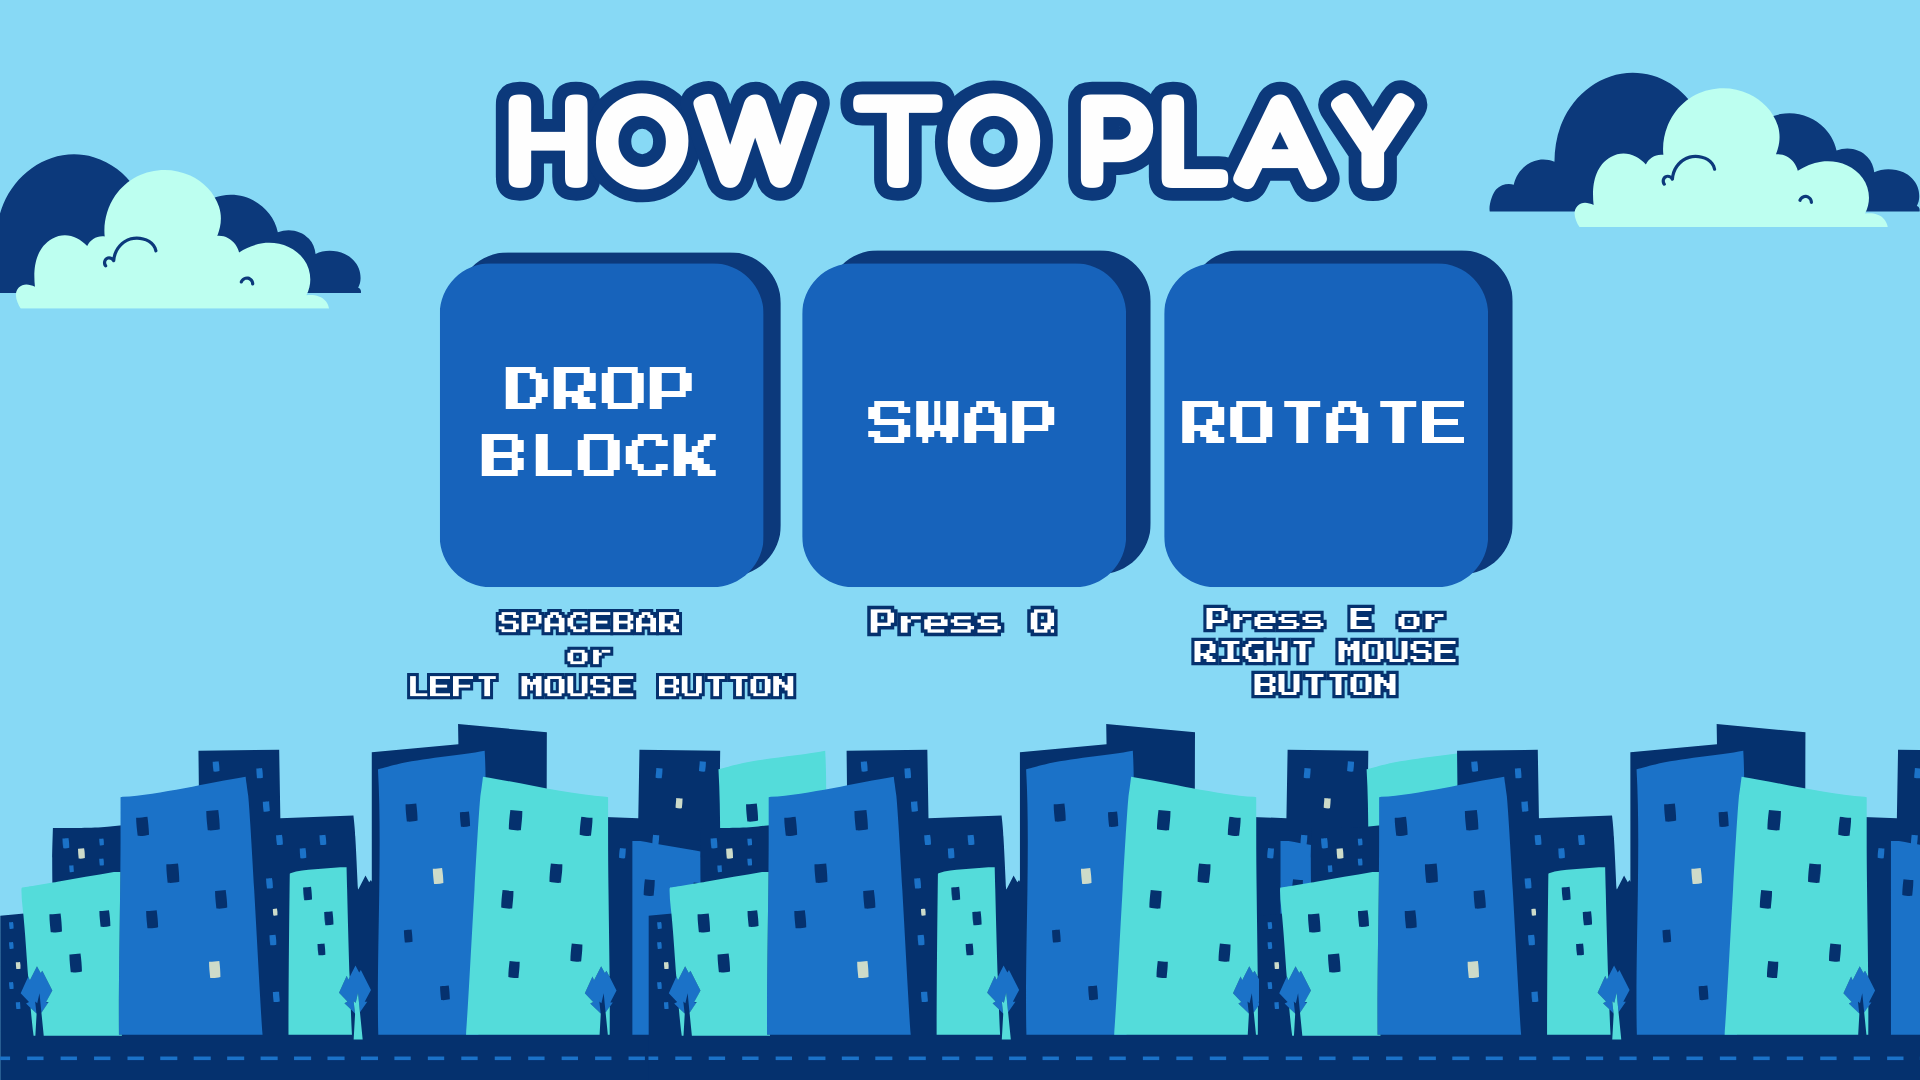 HOW TO PLAY
DROP
BLOCK
SPACEBAR
or
LEFT MOUSE BUTTON
SWAP
Press Q
ROTATE
Press E or
RIGHT MOUSE
BUTTON